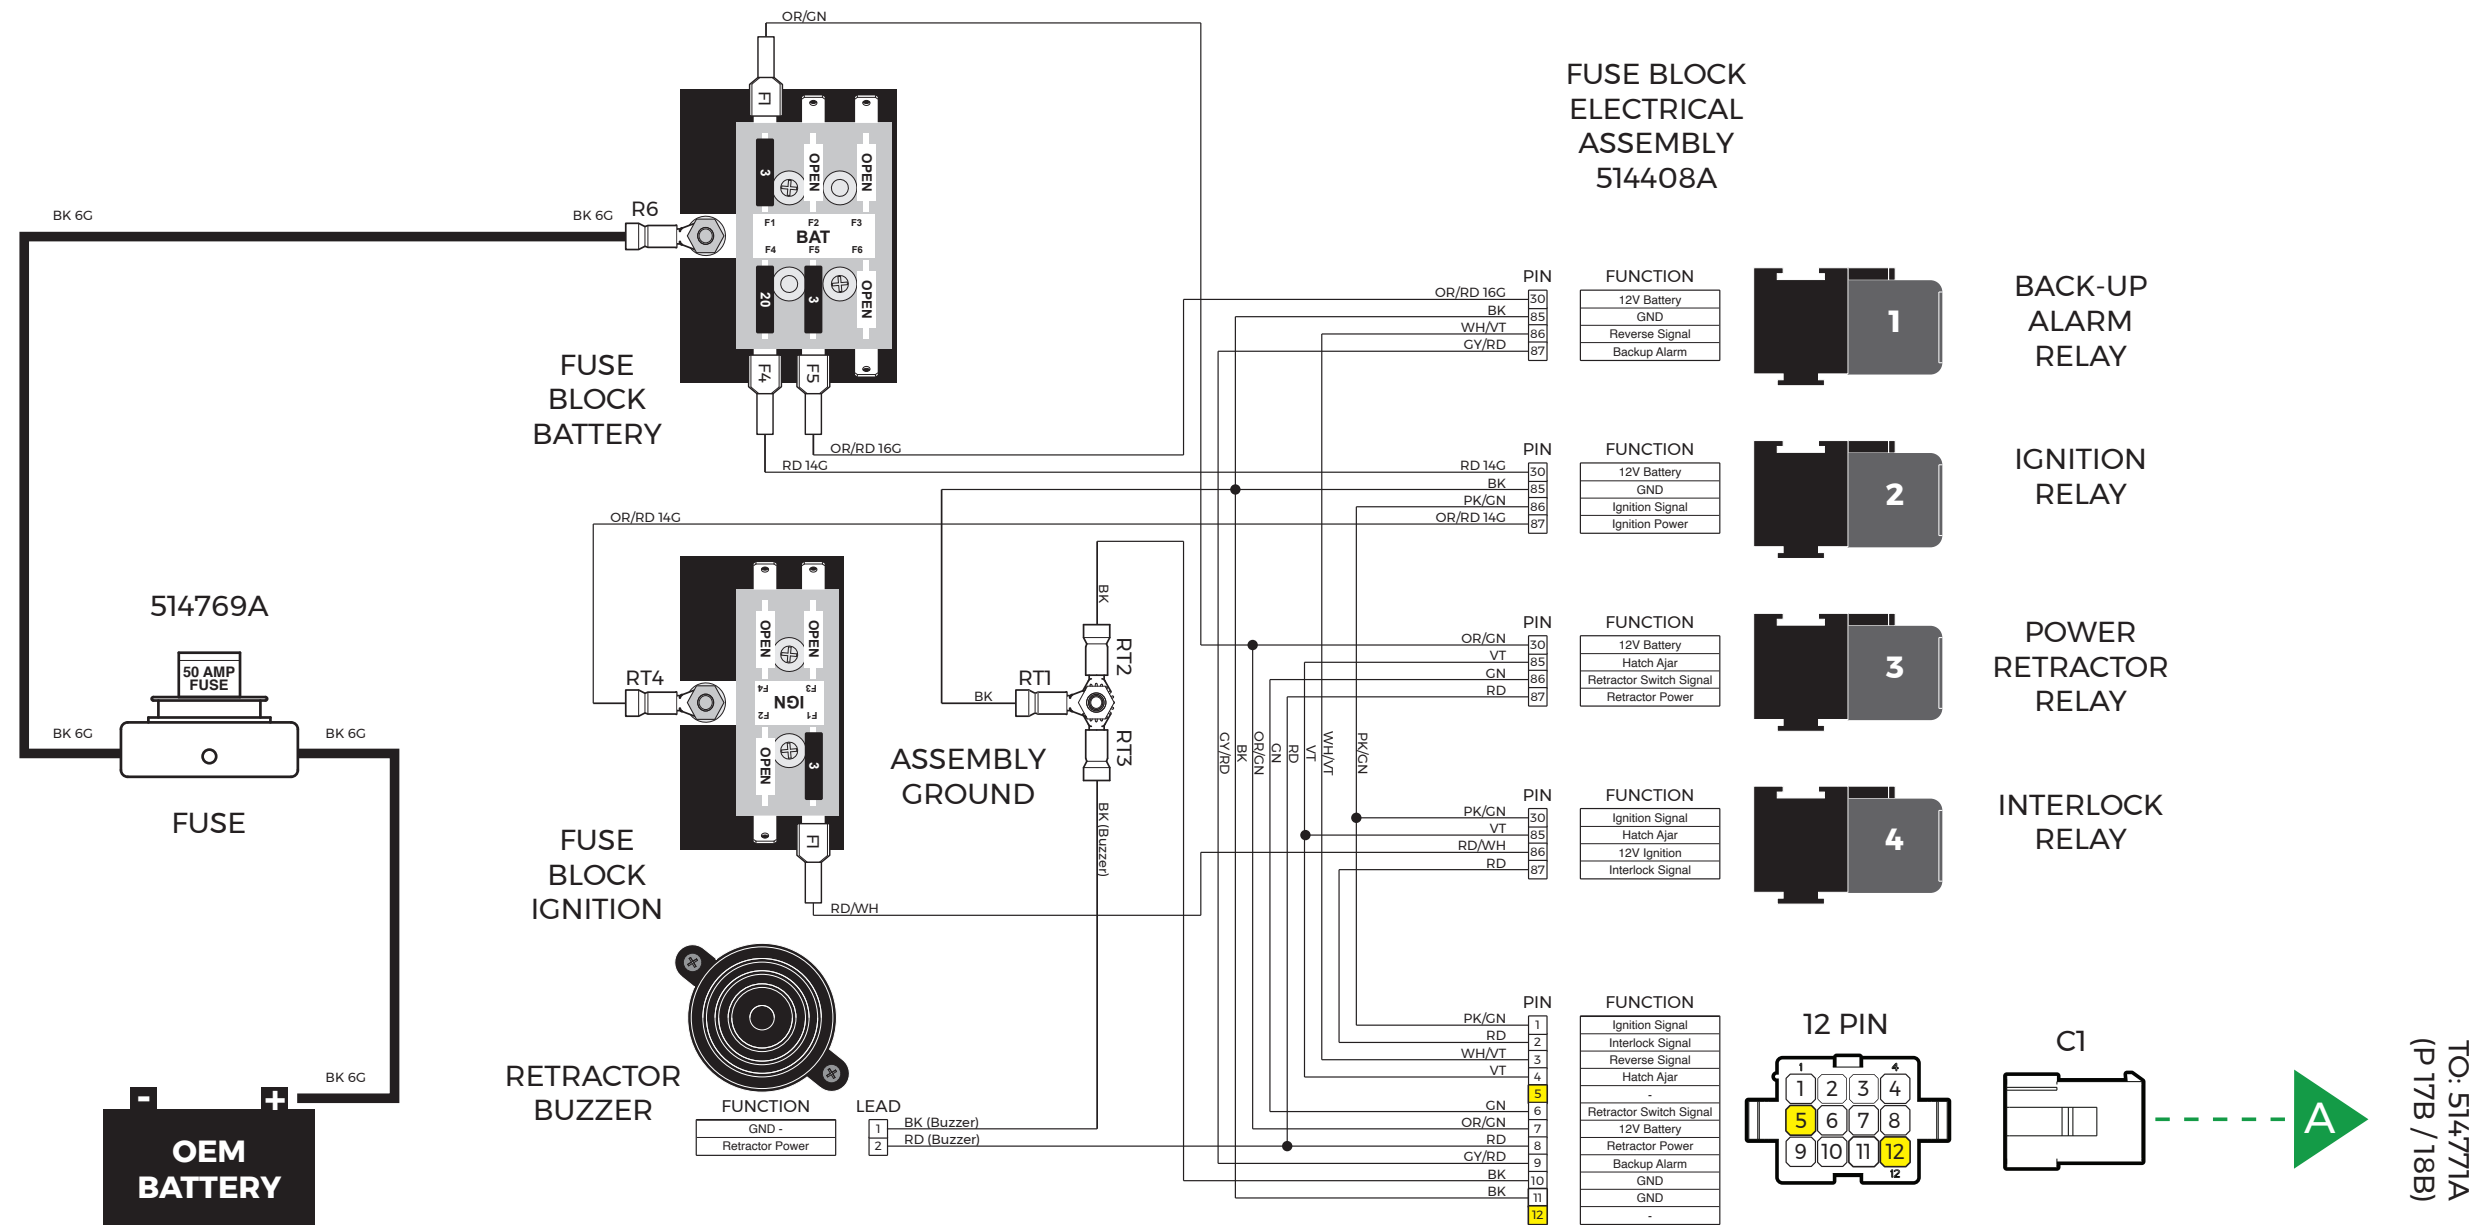 OR/GN
FUSE BLOCK
ELECTRICAL
ASSEMBLY
514408A
F1
3
OPEN
OPEN
F1 F2 F3
BAT
F4 F5 F6
20
3
OPEN
F4
F5
BK 6G
BK 6G
R6
FUSE
BLOCK
BATTERY
OR/RD 16G
RD 14G
PIN FUNCTION
OR/RD 16G 30 12V Battery
BK 85 GND
WH/VT 86 Reverse Signal
GY/RD 87 Backup Alarm
1
BACK-UP
ALARM
RELAY
PIN FUNCTION
RD 14G 30 12V Battery
BK 85 GND
PK/GN 86 Ignition Signal
OR/RD 14G 87 Ignition Power
2
IGNITION
RELAY
OR/RD 14G
514769A
50 AMP
FUSE
BK 6G
BK 6G
FUSE
BK 6G
- +
OEM
BATTERY
OPEN
OPEN
F4 F3
IGN
F2 F1
OPEN
3
F1
RT4
FUSE
BLOCK
IGNITION
RD/WH
BK
RT2
BK
RT1
RT3
ASSEMBLY
GROUND
BK (Buzzer)
GY/RD
BK
OR/GN
GN
RD
VT
WH/VT
PK/GN
PIN FUNCTION
OR/GN 30 12V Battery
VT 85 Hatch Ajar
GN 86 Retractor Switch Signal
RD 87 Retractor Power
3
POWER
RETRACTOR
RELAY
PIN FUNCTION
PK/GN 30 Ignition Signal
VT 85 Hatch Ajar
RD/WH 86 12V Ignition
RD 87 Interlock Signal
4
INTERLOCK
RELAY
RETRACTOR
BUZZER
FUNCTION LEAD
GND - 1 BK (Buzzer)
Retractor Power 2 RD (Buzzer)
PIN FUNCTION
PK/GN 1 Ignition Signal
RD 2 Interlock Signal
WH/VT 3 Reverse Signal
VT 4 Hatch Ajar
5 -
GN 6 Retractor Switch Signal
OR/GN 7 12V Battery
RD 8 Retractor Power
GY/RD 9 Backup Alarm
BK 10 GND
BK 11 GND
12 -
12 PIN
1 4
1 2 3 4
5 6 7 8
9 10 11 12
12
C1
A
TO: 514771A
(P 17B / 18B)